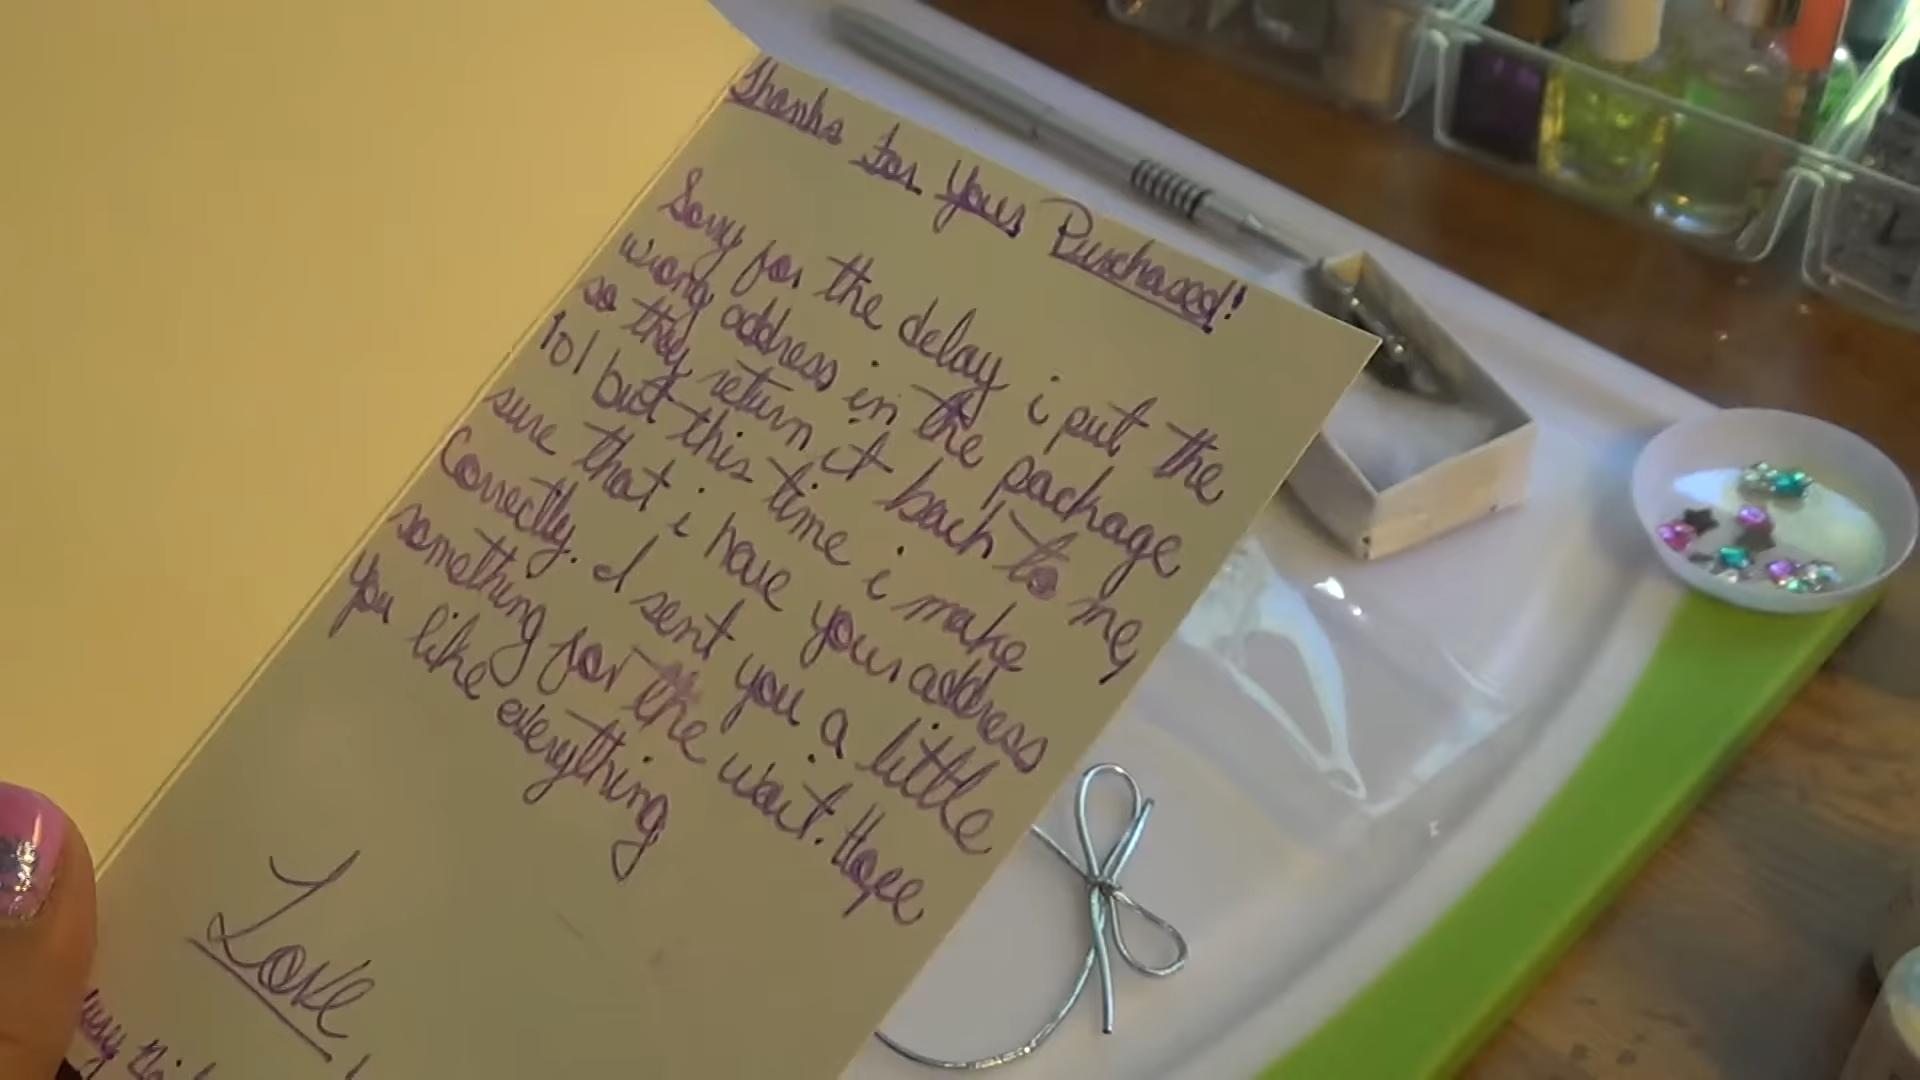 Thanks for your Purchased!
Sorry for the delay i put the
wrong address in the package
so they return it back to me,
lol but this time i make
sure that i have your address
Correctly. I sent you a little
something for the wait. Hope
you like everything
Love